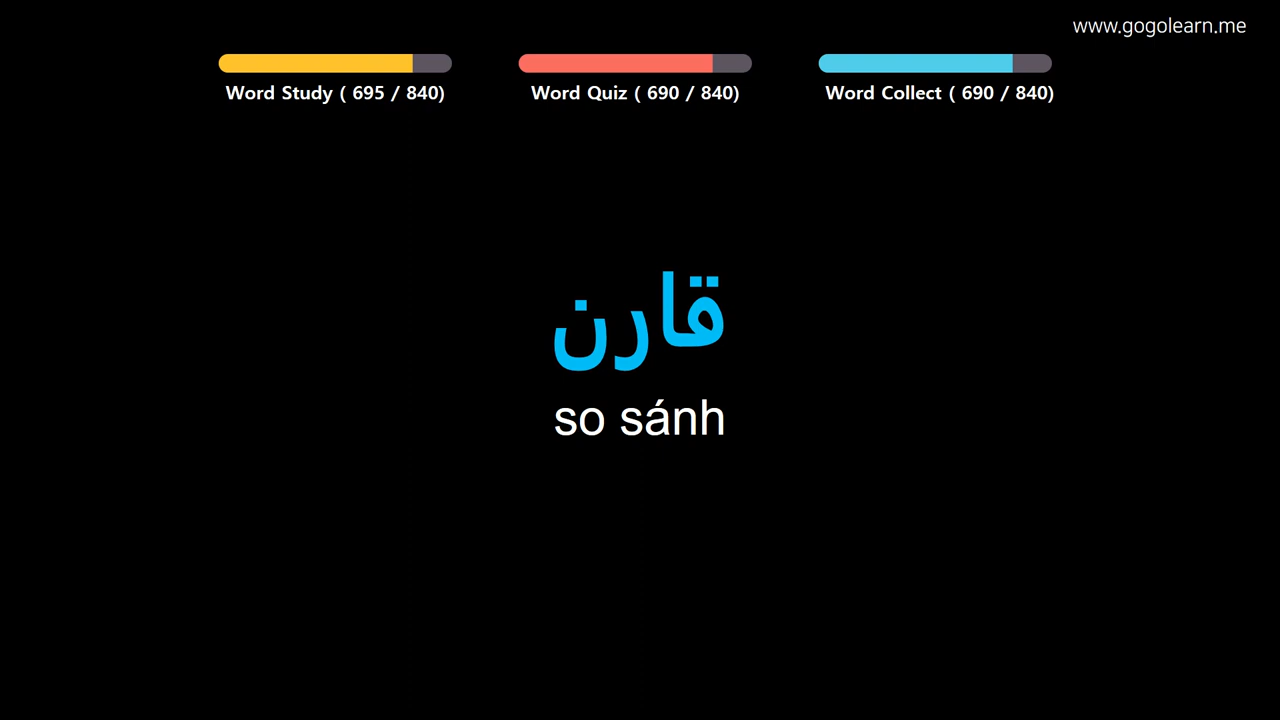 www.gogolearn.me
Word Study ( 695 / 840)
Word Quiz ( 690 / 840)
Word Collect ( 690 / 840)
قارن
so sánh